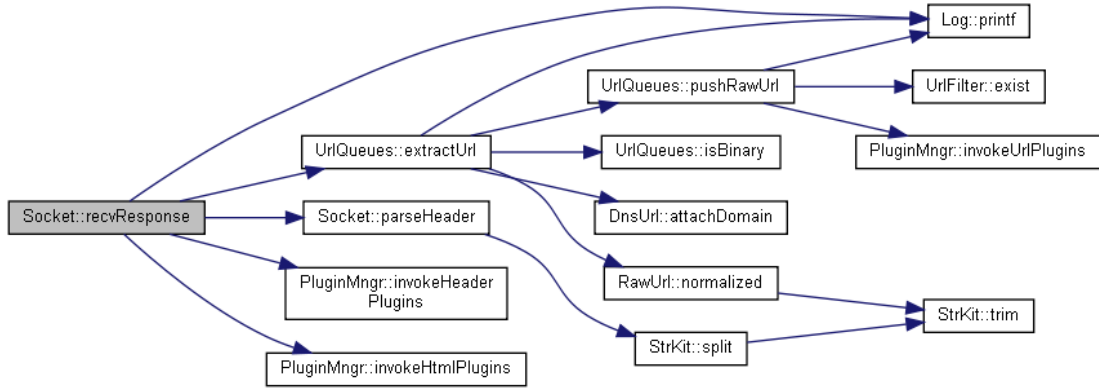 Log::printf
UrlQueues::pushRawUrl
UrlFilter::exist
UrlQueues::extractUrl
UrlQueues::isBinary
PluginMngr::invokeUrlPlugins
Socket::recvResponse
Socket::parseHeader
DnsUrl::attachDomain
PluginMngr::invokeHeader
Plugins
RawUrl::normalized
StrKit::trim
StrKit::split
PluginMngr::invokeHtmlPlugins